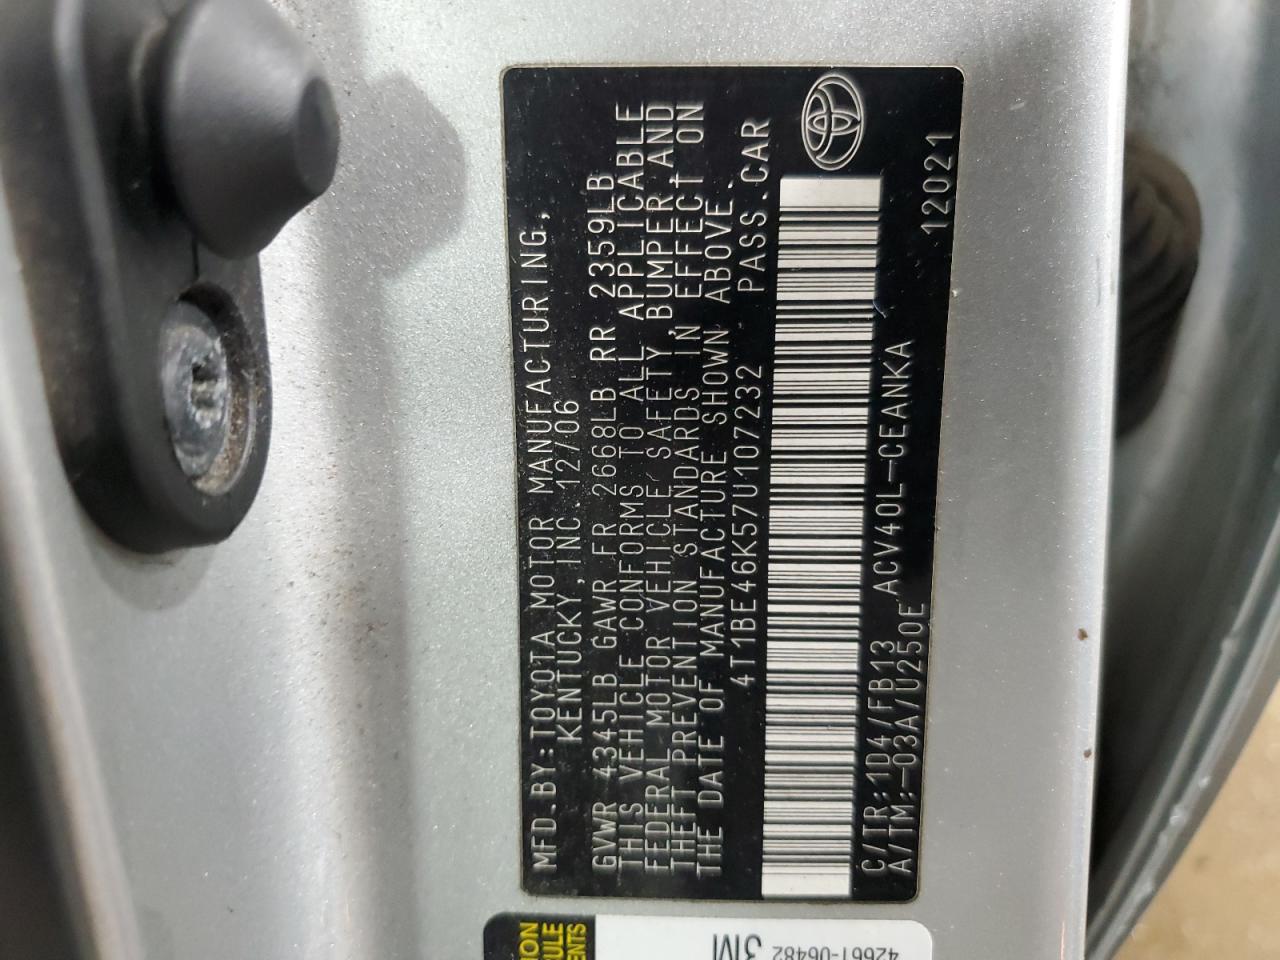 MFD.BY:TOYOTA MOTOR MANUFACTURING,
KENTUCKY, INC. 12/06
GVWR 4345LB GAWR FR 2668LB RR 2359LB
THIS VEHICLE CONFORMS TO ALL APPLICABLE
FEDERAL MOTOR VEHICLE SAFETY, BUMPER AND
THEFT PREVENTION STANDARDS IN EFFECT ON
THE DATE OF MANUFACTURE SHOWN ABOVE.
4T1BE46K57U107232 PASS.CAR
C/TR:1D4/FB13 ACV40L-CEANKA
A/TM:-03A/U250E 12021
3M
42661-06482